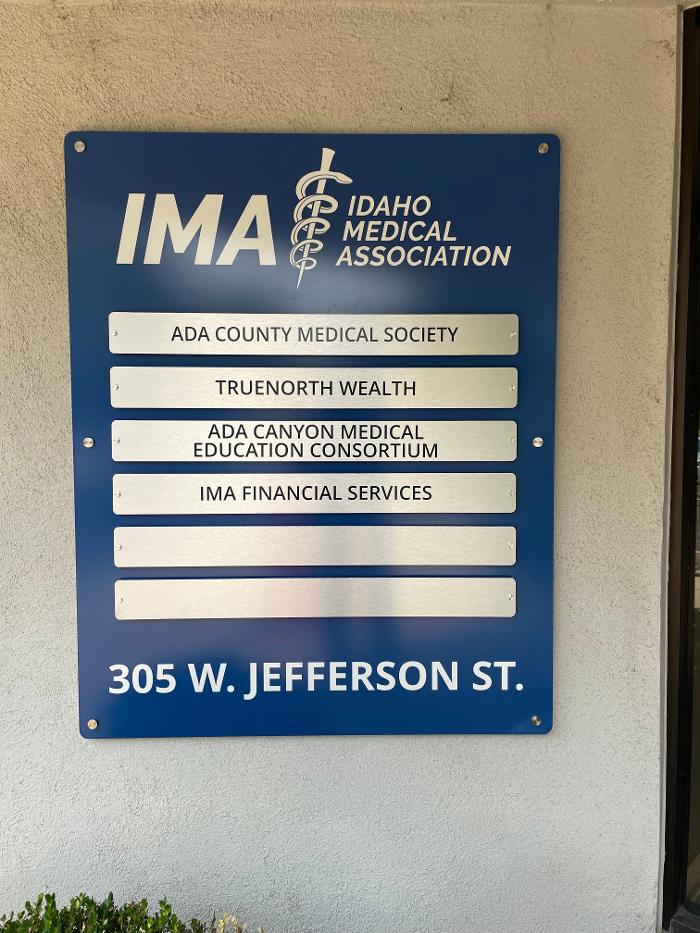 IMA
IDAHO
MEDICAL
ASSOCIATION
ADA COUNTY MEDICAL SOCIETY
TRUENORTH WEALTH
ADA CANYON MEDICAL
EDUCATION CONSORTIUM
IMA FINANCIAL SERVICES
305 W. JEFFERSON ST.